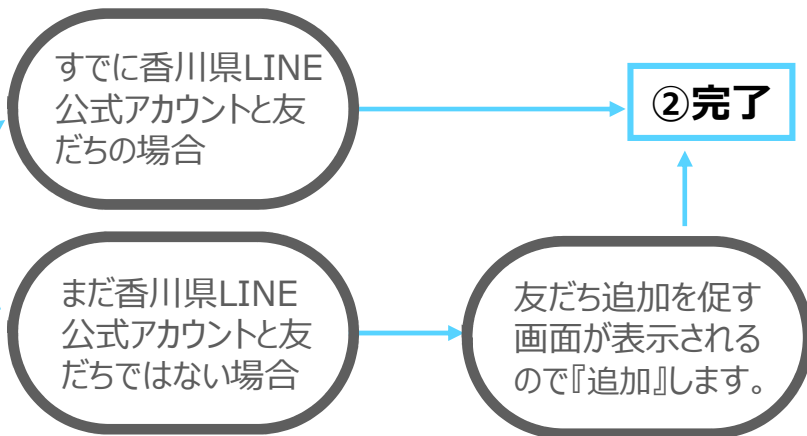 すでに香川県LINE
公式アカウントと友
だちの場合
②完了
まだ香川県LINE
公式アカウントと友
だちではない場合
友だち追加を促す
画面が表示される
ので『追加』します。